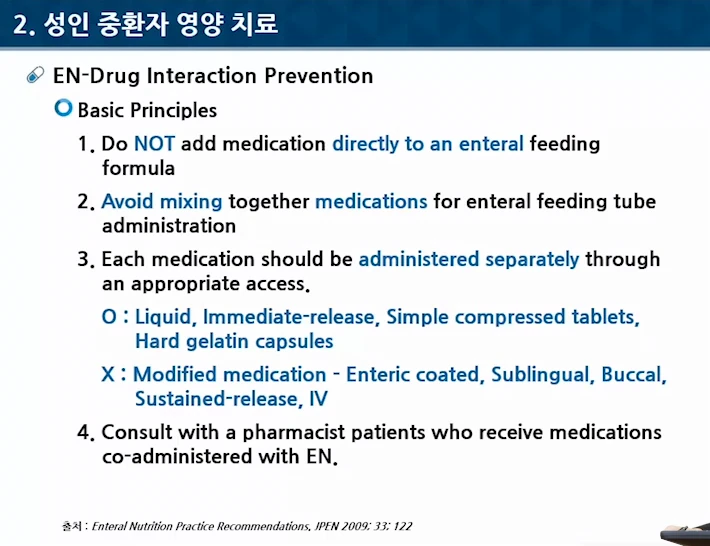 2. 성인 중환자 영양 치료
EN-Drug Interaction Prevention
Basic Principles
1. Do NOT add medication directly to an enteral feeding
formula
2. Avoid mixing together medications for enteral feeding tube
administration
3. Each medication should be administered separately through
an appropriate access.
O : Liquid, Immediate-release, Simple compressed tablets,
Hard gelatin capsules
X : Modified medication - Enteric coated, Sublingual, Buccal,
Sustained-release, IV
4. Consult with a pharmacist patients who receive medications
co-administered with EN.
출처 : Enteral Nutrition Practice Recommendations, JPEN 2009; 33; 122